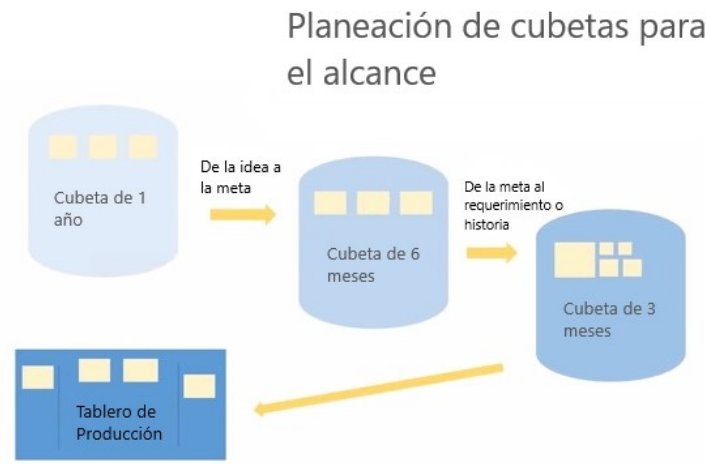 Planeación de cubetas para
el alcance
De la idea a
la meta
Cubeta de 1
año
De la meta al
requerimiento o
historia
Cubeta de 6
meses
Cubeta de 3
meses
Tablero de
Producción